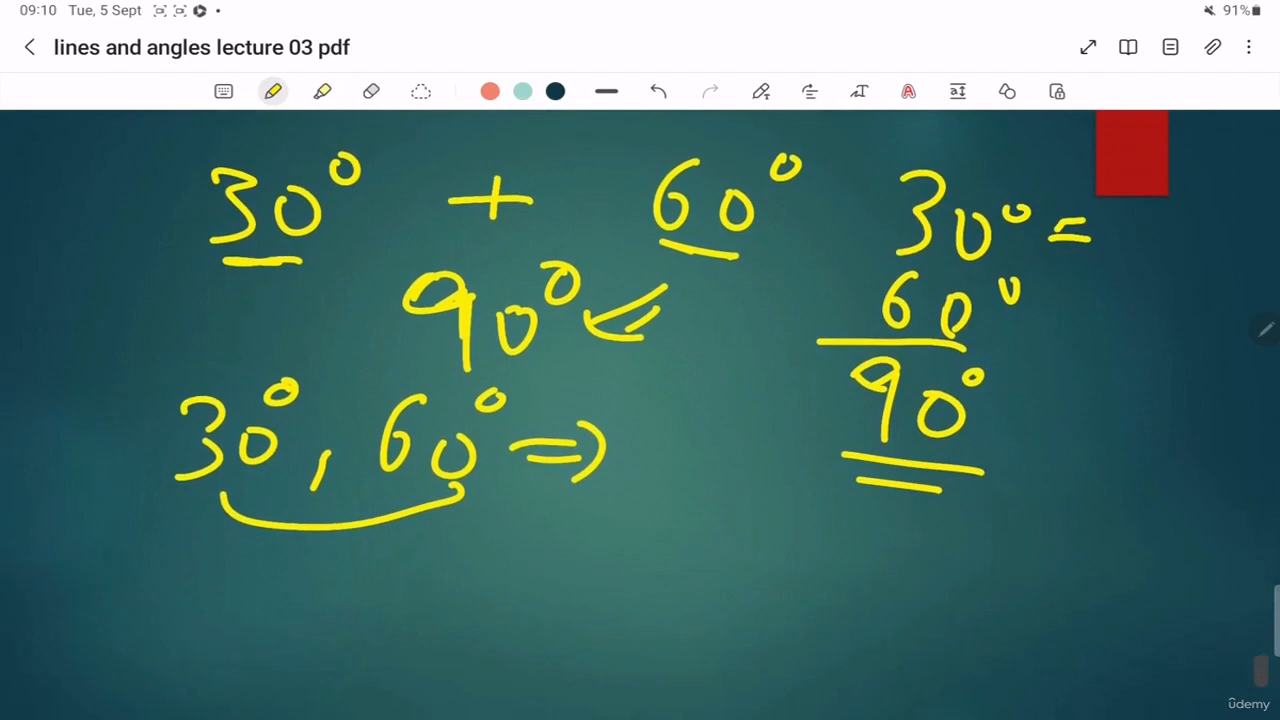 09:10 Tue, 5 Sept
91%
lines and angles lecture 03 pdf
30° + 60°
90°
30°, 60° ⇒
30° =
60°
90°
ûdemy